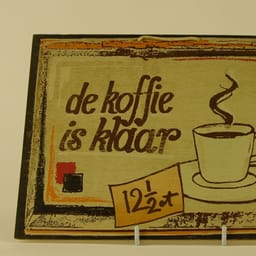 de koffie
is klaar
12½ ct